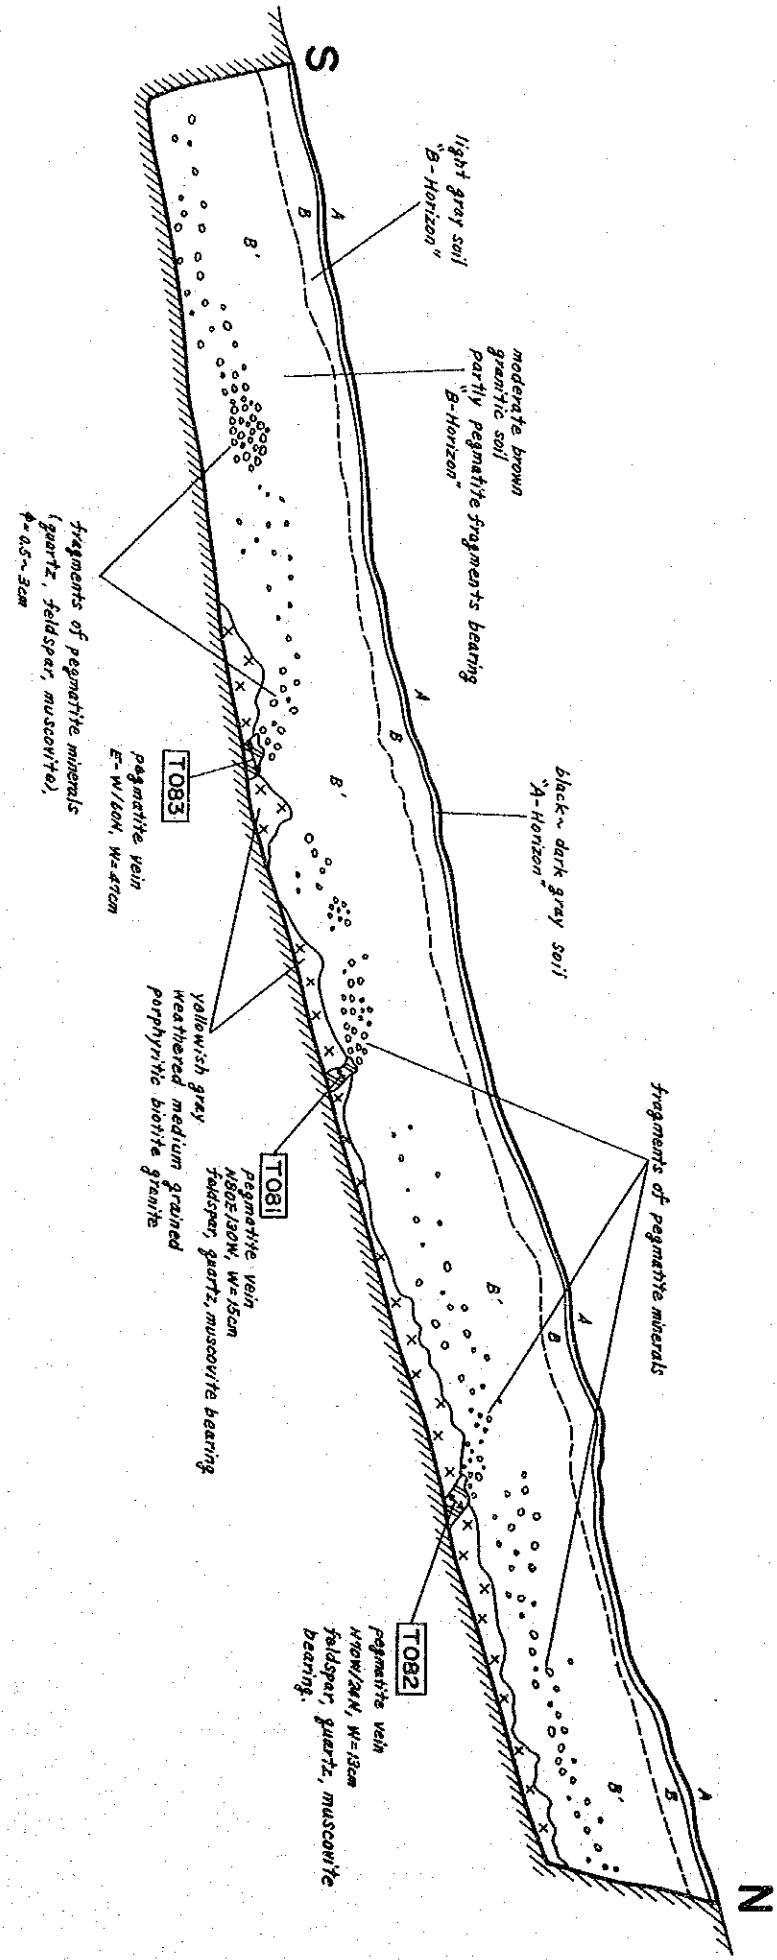 S
N
light gray soil
"B-Horizon"
moderate brown
granitic soil
partly pegmatite fragments bearing
"B-Horizon"
black~dark gray soil
"A-Horizon"
fragments of pegmatite minerals
A
B
B'
A
B
B'
A
B
B'
A
B
B'
fragments of pegmatite minerals
(quartz, feldspar, muscovite),
φ=0.5~3cm
T083
pegmatite vein
E-W/60N, W=47cm
yellowish gray
weathered medium grained
porphyritic biotite granite
T081
pegmatite vein
N80E/30W, W=15cm
feldspar, quartz, muscovite bearing
T082
pegmatite vein
N70W/24N, W=13cm
feldspar, quartz, muscovite
bearing.